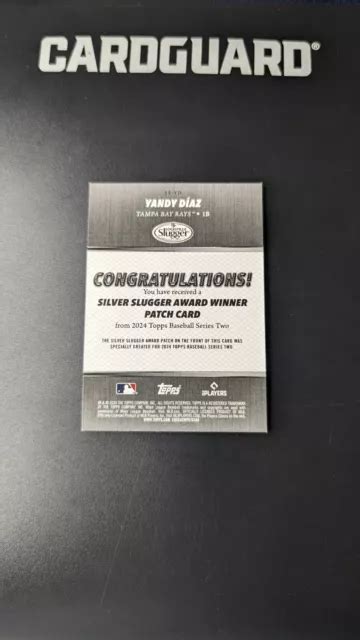 CARDGUARD®
YANDY DÍAZ
TAMPA BAY RAYS™ • 1B
Slugger
CONGRATULATIONS!
You have received a
SILVER SLUGGER AWARD WINNER
PATCH CARD
from 2024 Topps Baseball Series Two
THE SILVER SLUGGER AWARD PATCH ON THE FRONT OF THIS CARD WAS
SPECIALLY CREATED FOR 2024 TOPPS BASEBALL SERIES TWO
Topps
PLAYERS